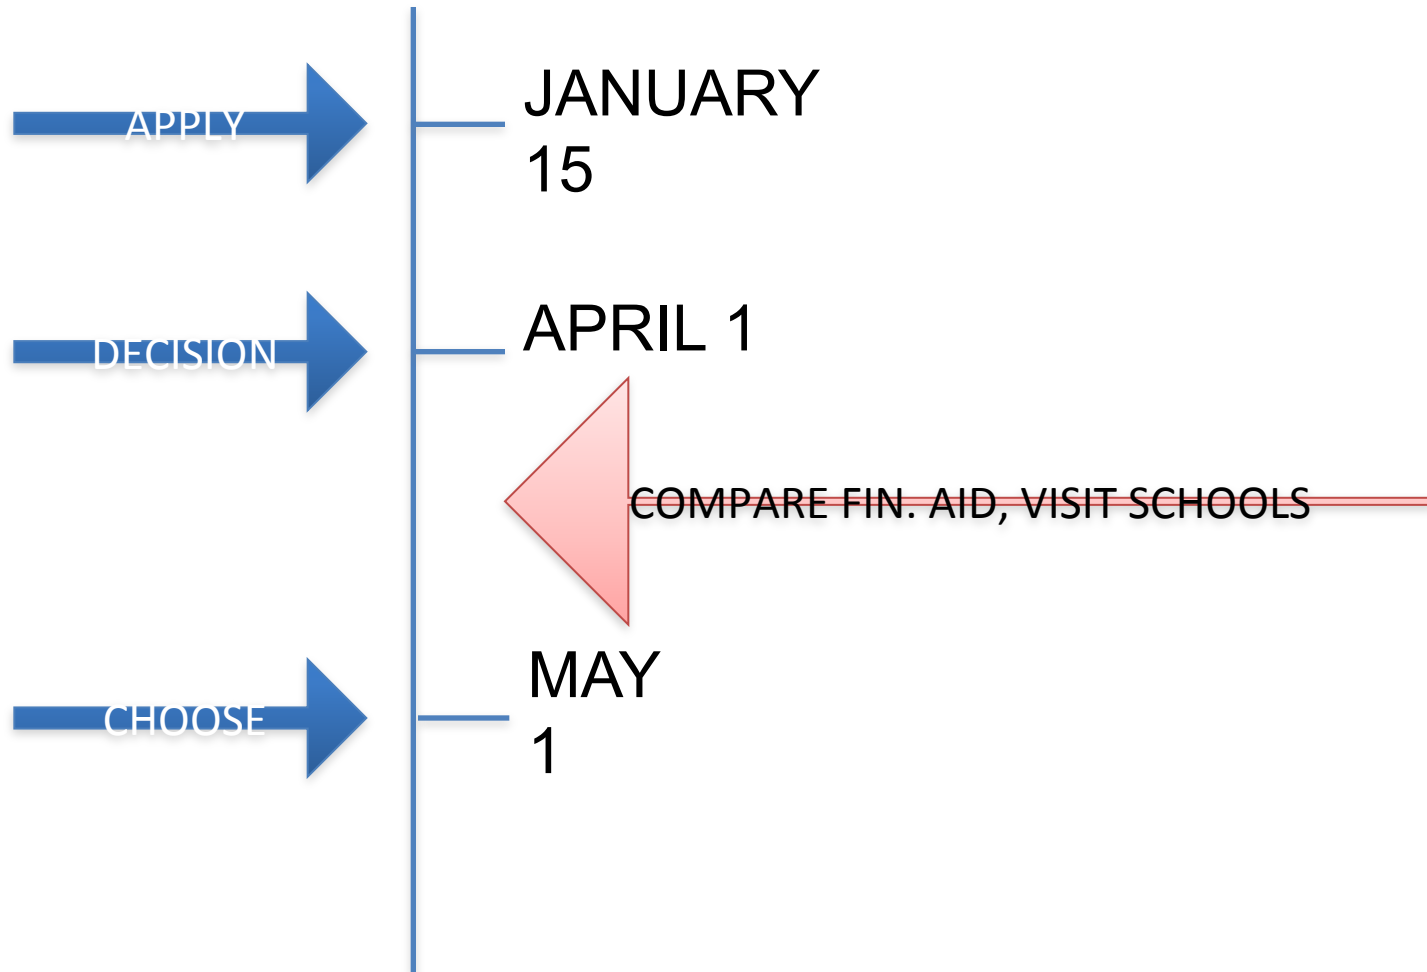 APPLY
JANUARY
15
DECISION
APRIL 1
COMPARE FIN. AID, VISIT SCHOOLS
CHOOSE
MAY
1